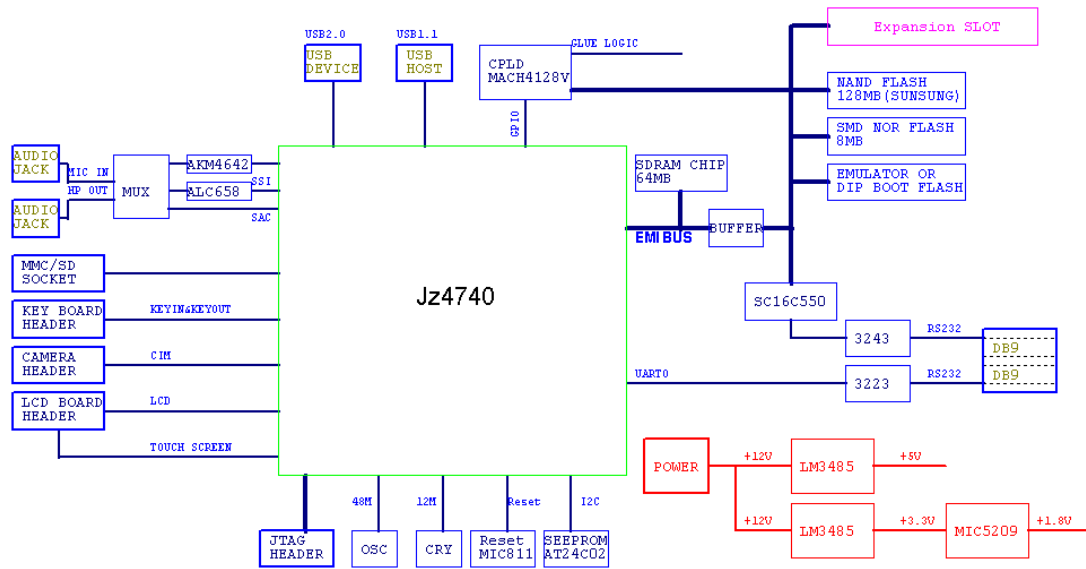 USB2.0
USB
DEVICE
USB1.1
USB
HOST
CPLD
MACH4128V
GLUE LOGIC
GPIO
Expansion SLOT
NAND FLASH
128MB(SUNSUNG)
SMD NOR FLASH
8MB
EMULATOR OR
DIP BOOT FLASH
SDRAM CHIP
64MB
EMI BUS
BUFFER
AUDIO
JACK
MIC IN
HP OUT
AUDIO
JACK
MUX
AKM4642
SSI
ALC658
SAC
MMC/SD
SOCKET
KEY BOARD
HEADER
KEYIN&KEYOUT
CAMERA
HEADER
CIM
LCD BOARD
HEADER
LCD
TOUCH SCREEN
Jz4740
SC16C550
3243
RS232
DB9
UART0
3223
RS232
DB9
48M
12M
Reset
I2C
JTAG
HEADER
OSC
CRY
Reset
MIC811
SEEPROM
AT24C02
POWER
+12V
LM3485
+5V
+12V
LM3485
+3.3V
MIC5209
+1.8V